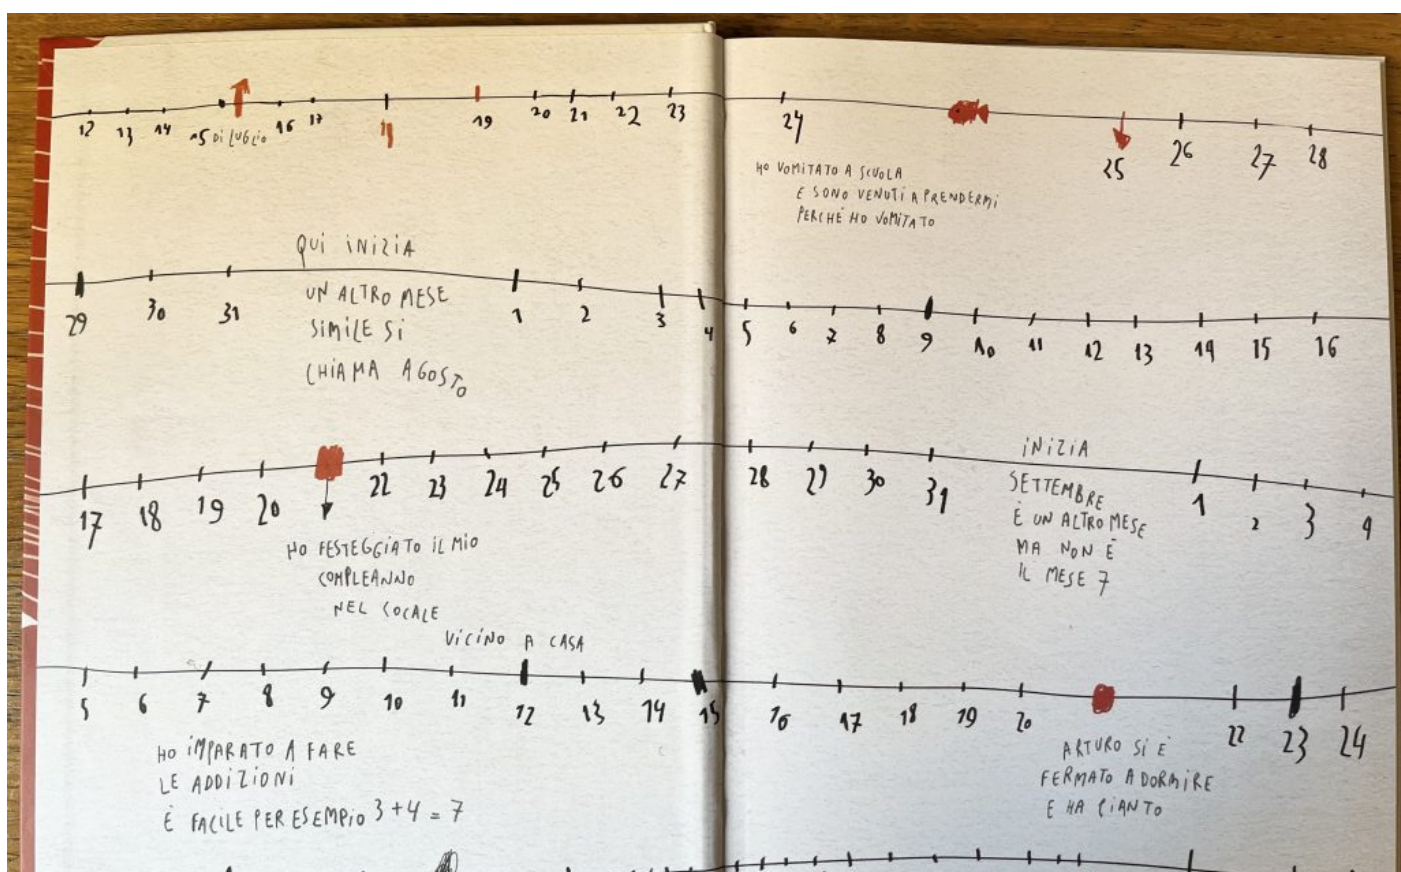 12 13 14 15 DI LUGLIO 16 17 18 19 20 21 22 23 24 25 26 27 28
HO VOMITATO A SCUOLA
E SONO VENUTI A PRENDERMI
PERCHÈ HO VOMITATO
QUI INIZIA
29 30 31 1 2 3 4 5 6 7 8 9 10 11 12 13 14 15 16
UN ALTRO MESE
SIMILE SI
CHIAMA AGOSTO
17 18 19 20 22 23 24 25 26 27 28 29 30 31 1 2 3 4
HO FESTEGGIATO IL MIO
COMPLEANNO
NEL LOCALE
VICINO A CASA
INIZIA
SETTEMBRE
È UN ALTRO MESE
MA NON È
IL MESE 7
5 6 7 8 9 10 11 12 13 14 15 16 17 18 19 20 22 23 24
HO IMPARATO A FARE
LE ADDIZIONI
È FACILE PER ESEMPIO 3+4=7
ARTURO SI È
FERMATO A DORMIRE
E HA PIANTO